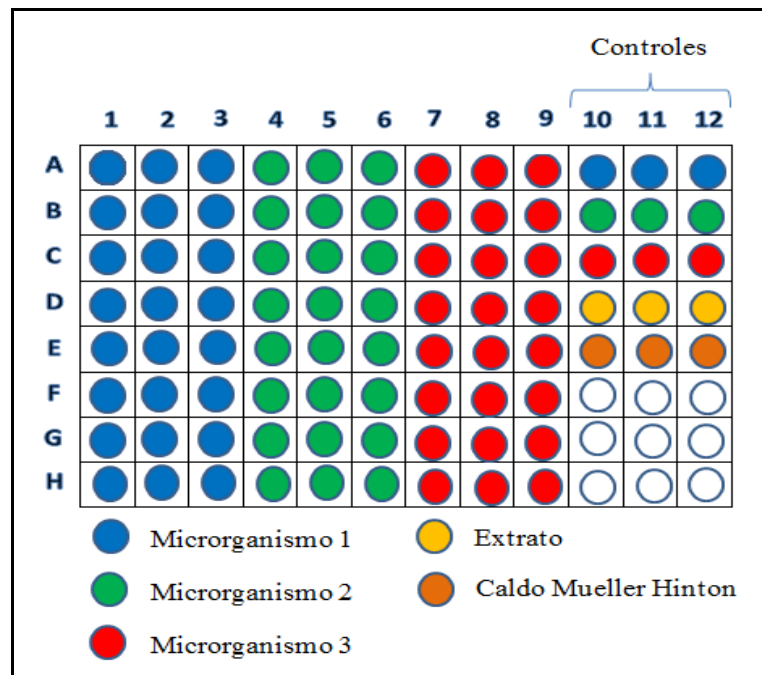 Controles
1 2 3 4 5 6 7 8 9 10 11 12
A
B
C
D
E
F
G
H
Microrganismo 1
Extrato
Microrganismo 2
Caldo Mueller Hinton
Microrganismo 3